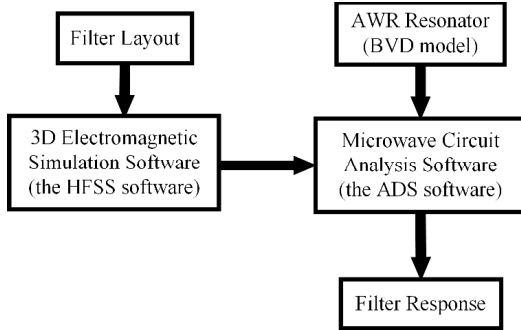 Filter Layout
AWR Resonator
(BVD model)
3D Electromagnetic
Simulation Software
(the HFSS software)
Microwave Circuit
Analysis Software
(the ADS software)
Filter Response